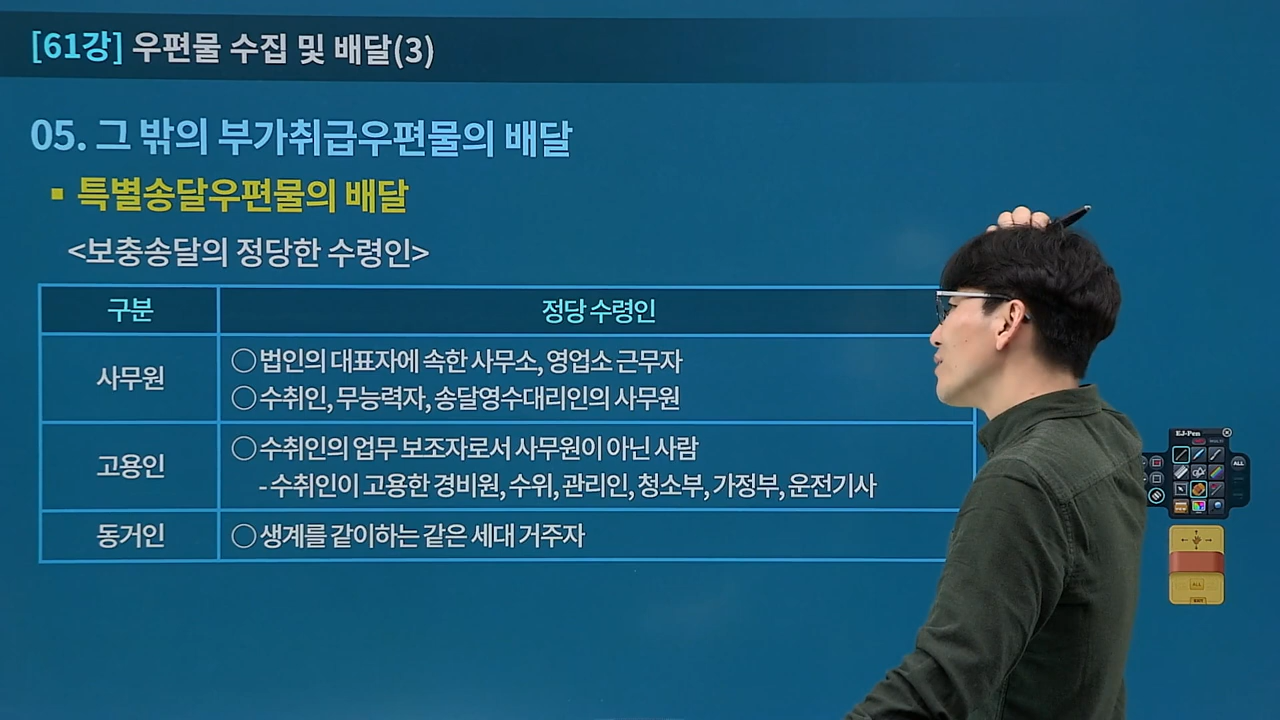 [61강] 우편물 수집 및 배달(3)
05. 그 밖의 부가취급우편물의 배달
▪ 특별송달우편물의 배달
<보충송달의 정당한 수령인>
구분
정당 수령인
사무원
○ 법인의 대표자에 속한 사무소, 영업소 근무자
○ 수취인, 무능력자, 송달영수대리인의 사무원
고용인
○ 수취인의 업무 보조자로서 사무원이 아닌 사람
- 수취인이 고용한 경비원, 수위, 관리인, 청소부, 가정부, 운전기사
동거인
○ 생계를 같이하는 같은 세대 거주자
EJ-Pen
ALL
ALL
EXIT